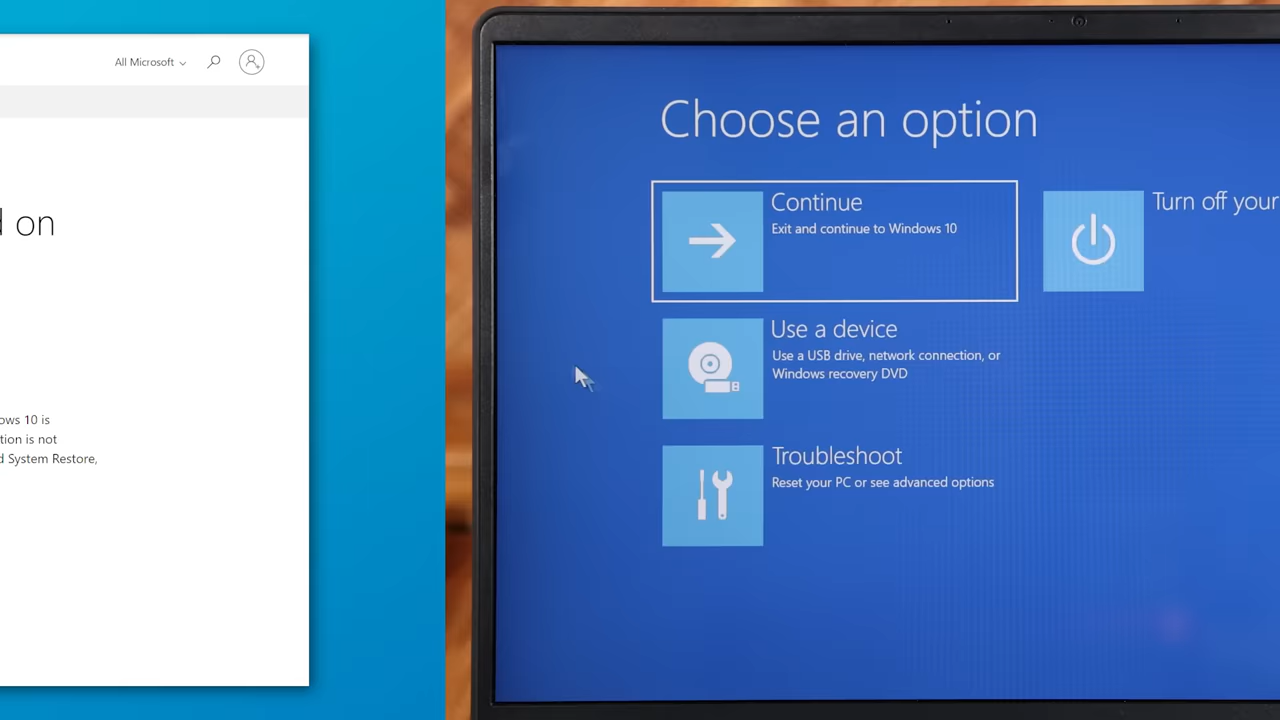 All Microsoft
d on
ows 10 is
tion is not
d System Restore,
Choose an option
Continue
Exit and continue to Windows 10
Turn off your
Use a device
Use a USB drive, network connection, or
Windows recovery DVD
Troubleshoot
Reset your PC or see advanced options